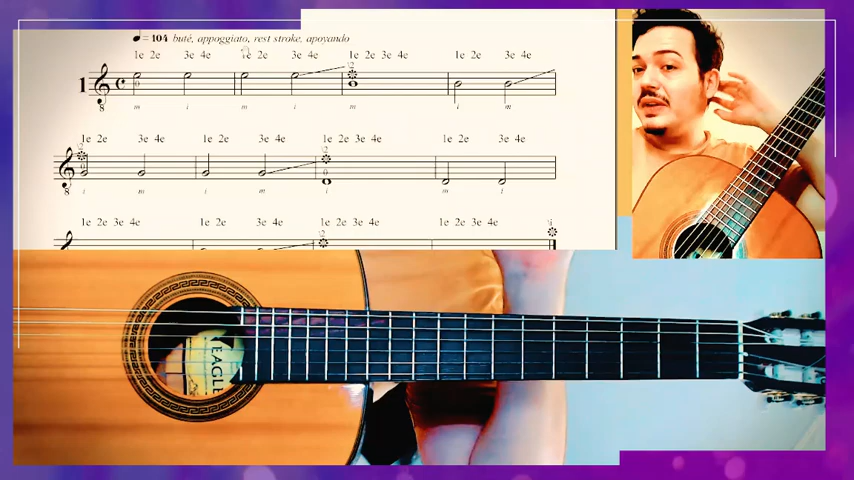 ♩ = 104 buté, appoggiato, rest stroke, apoyando
1e 2e 3e 4e 1e 2e 3e 4e 1e 2e 3e 4e 1e 2e 3e 4e
1
8
m i m i m i m
1e 2e 3e 4e 1e 2e 3e 4e 1e 2e 3e 4e 1e 2e 3e 4e
8
i m i m i m i
1e 2e 3e 4e 1e 2e 3e 4e 1e 2e 3e 4e 1e 2e 3e 4e
EAGLE